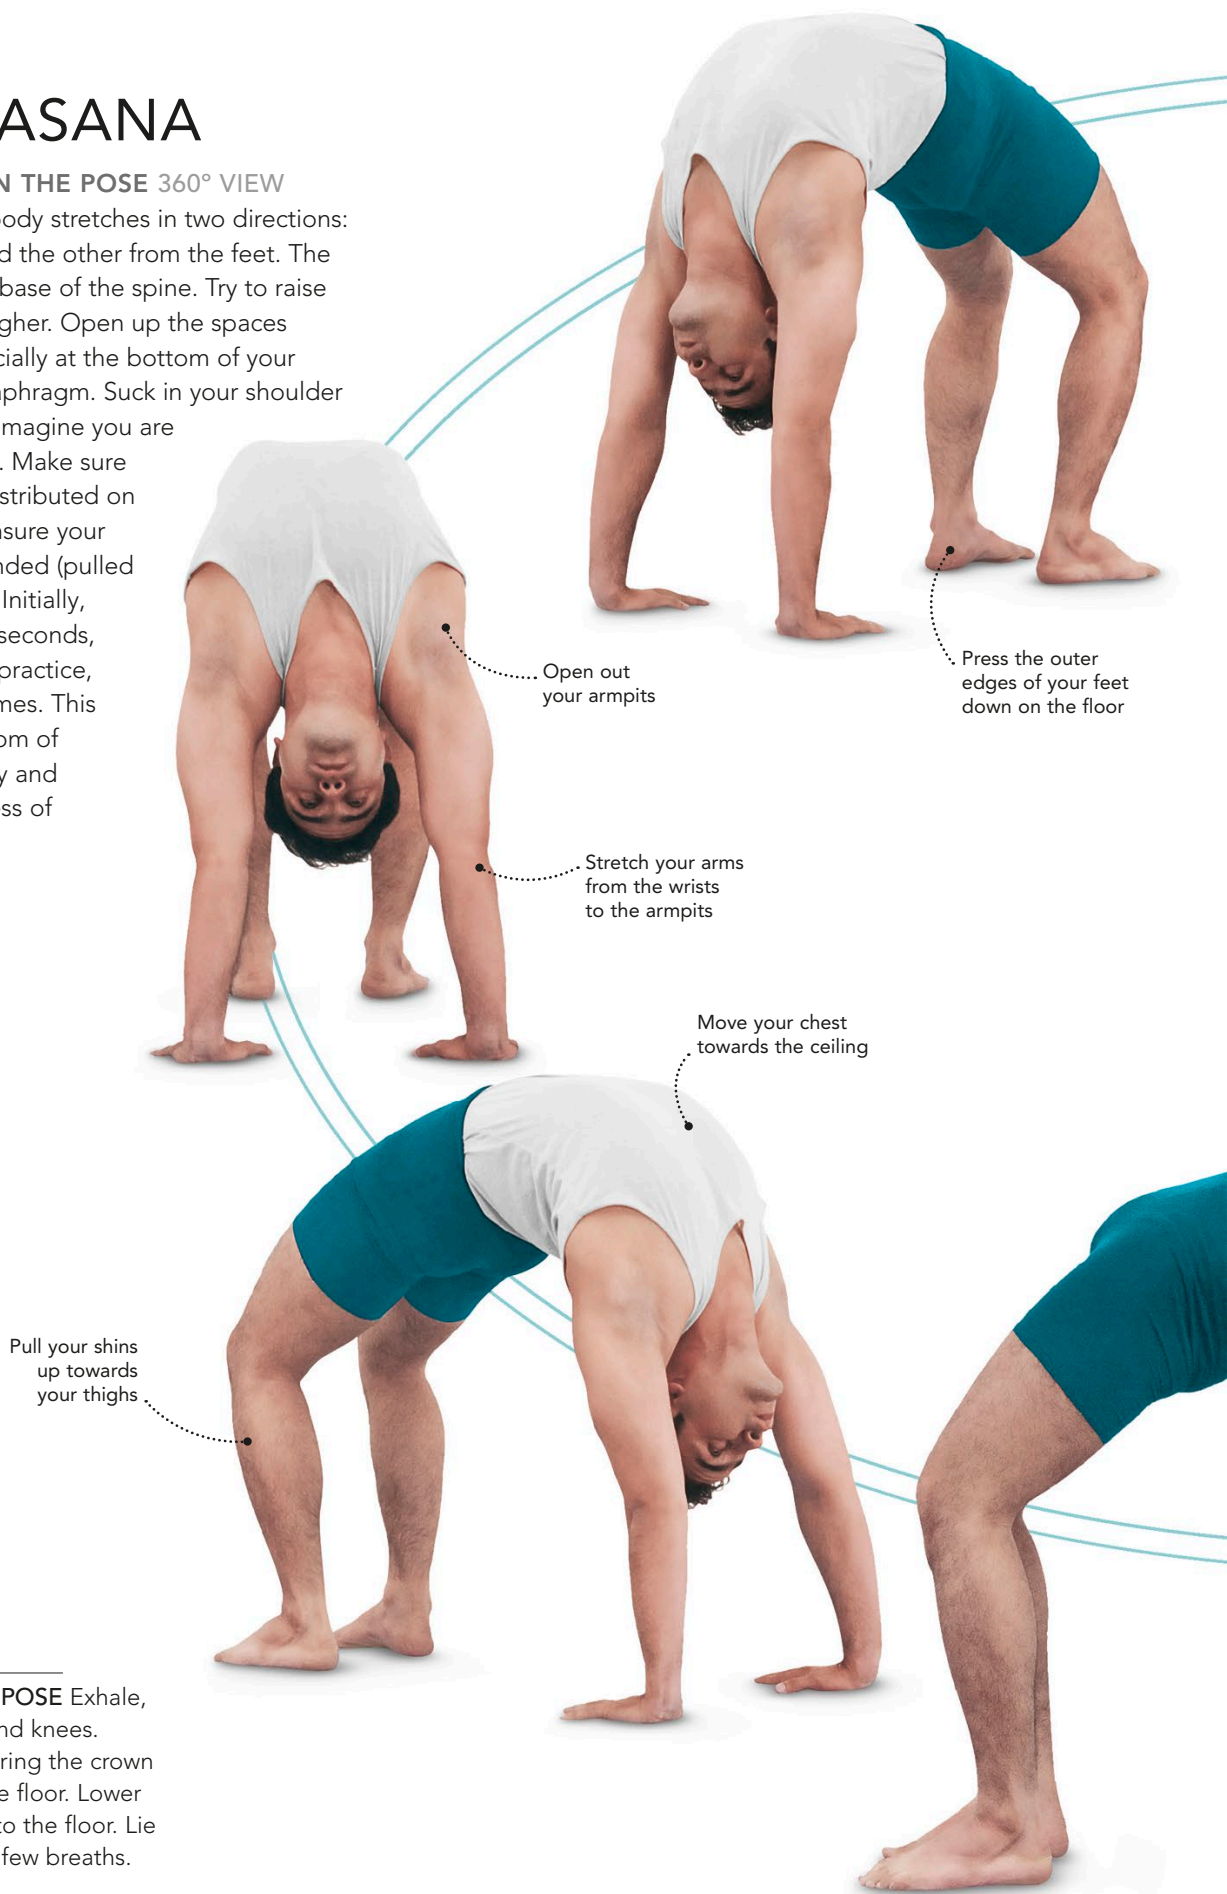 ASANA
N THE POSE 360° VIEW
ody stretches in two directions:
d the other from the feet. The
base of the spine. Try to raise
gher. Open up the spaces
cially at the bottom of your
aphragm. Suck in your shoulder
magine you are
. Make sure
stributed on
nsure your
nded (pulled
Initially,
seconds,
practice,
mes. This
om of
y and
ss of
Open out
your armpits
Press the outer
edges of your feet
down on the floor
Stretch your arms
from the wrists
to the armpits
Move your chest
towards the ceiling
Pull your shins
up towards
your thighs
POSE Exhale,
nd knees.
ring the crown
e floor. Lower
to the floor. Lie
few breaths.